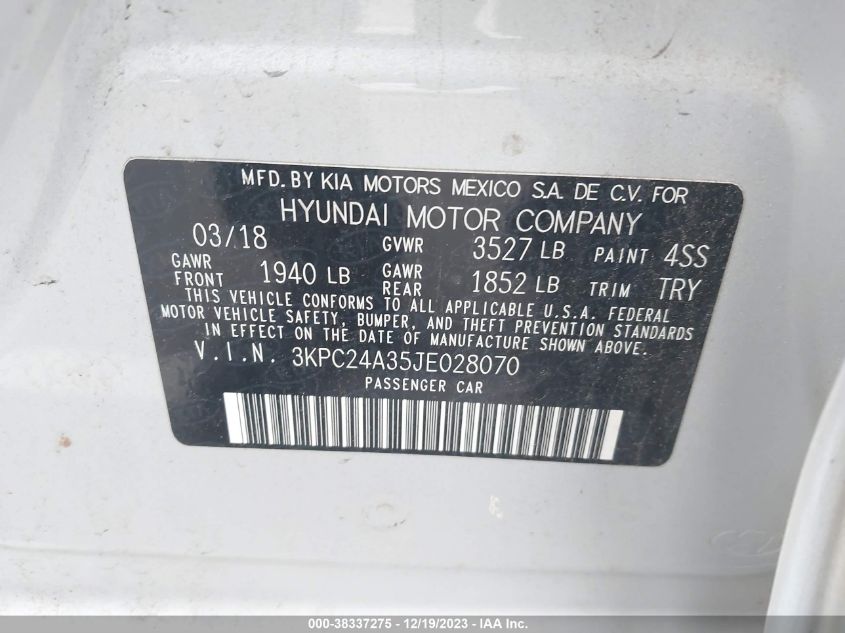 MFD. BY KIA MOTORS MEXICO S.A. DE C.V. FOR
HYUNDAI MOTOR COMPANY
03/18 GVWR 3527 LB PAINT 4SS
GAWR FRONT 1940 LB GAWR REAR 1852 LB TRIM TRY
THIS VEHICLE CONFORMS TO ALL APPLICABLE U.S.A. FEDERAL
MOTOR VEHICLE SAFETY, BUMPER, AND THEFT PREVENTION STANDARDS
IN EFFECT ON THE DATE OF MANUFACTURE SHOWN ABOVE.
V.I.N. 3KPC24A35JE028070
PASSENGER CAR
000-38337275 - 12/19/2023 - IAA Inc.